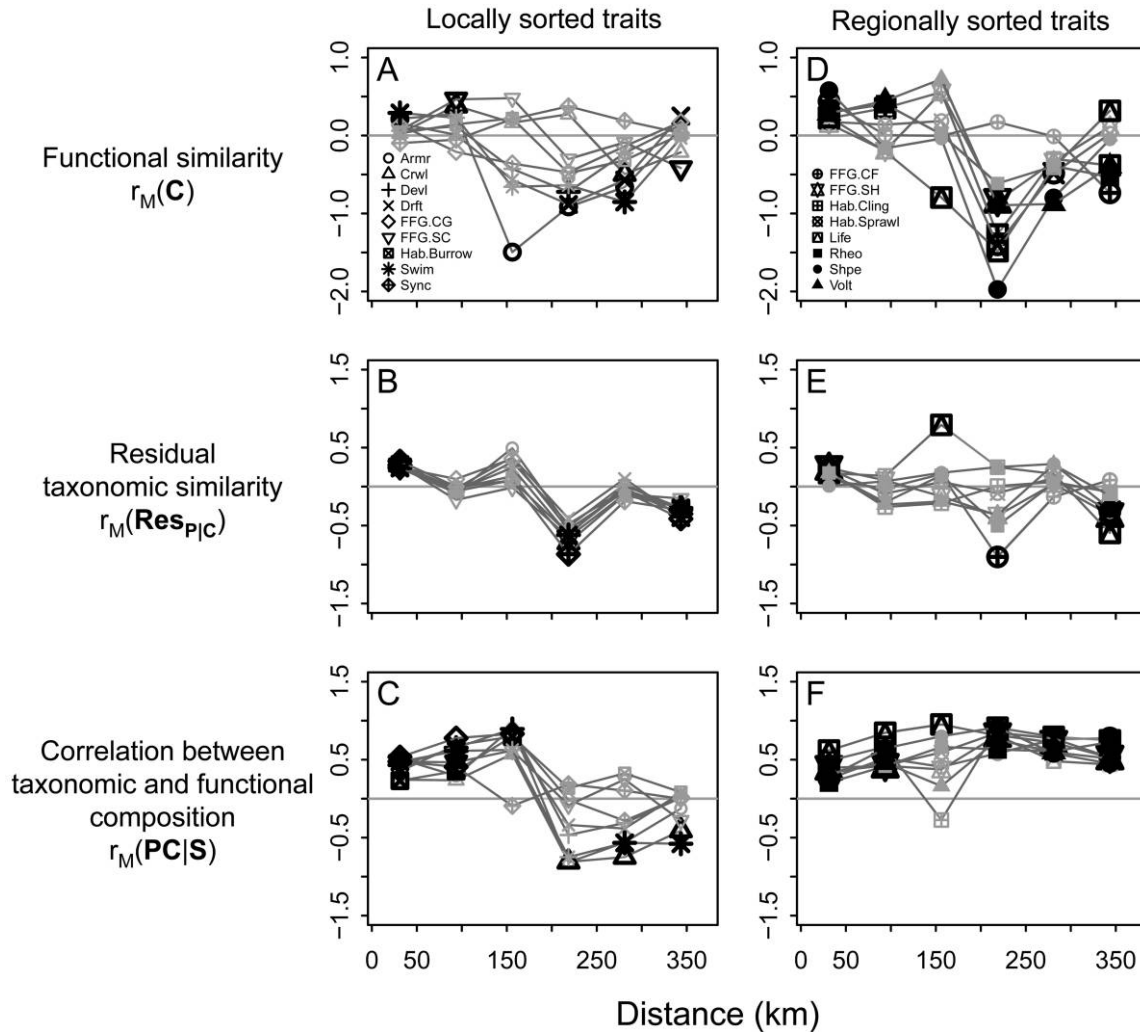 Locally sorted traits
Regionally sorted traits
Functional similarity
r_M(C)
A
1.0
0.0
−1.0
−2.0
Armr
Crwl
Devl
Drft
FFG.CG
FFG.SC
Hab.Burrow
Swim
Sync
D
1.0
0.0
−1.0
−2.0
FFG.CF
FFG.SH
Hab.Cling
Hab.Sprawl
Life
Rheo
Shpe
Volt
Residual
taxonomic similarity
r_M(Res_P|C)
B
1.5
0.5
−0.5
−1.5
E
1.5
0.5
−0.5
−1.5
Correlation between
taxonomic and functional
composition
r_M(PC|S)
C
1.5
0.5
−0.5
−1.5
F
1.5
0.5
−0.5
−1.5
0 50 150 250 350
0 50 150 250 350
Distance (km)